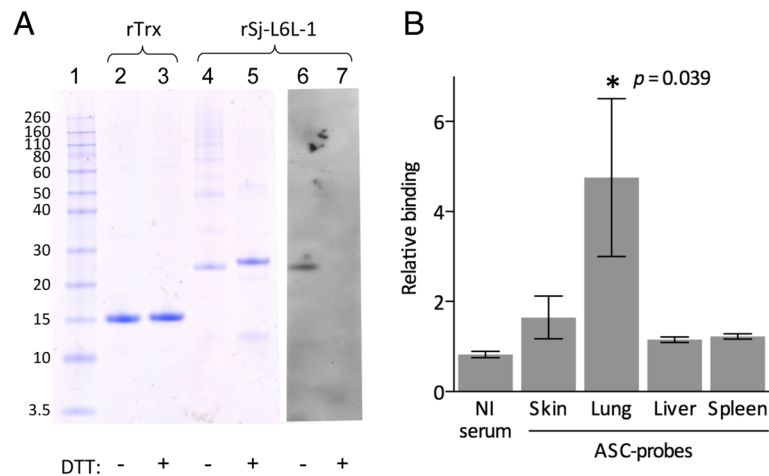 A
rTrx rSj-L6L-1
1 2 3 4 5 6 7
260
160
110
80
60
50
40
30
20
15
10
3.5
DTT: - + - + - +
B
* p = 0.039
Relative binding
6
4
2
0
NI serum Skin Lung Liver Spleen
ASC-probes